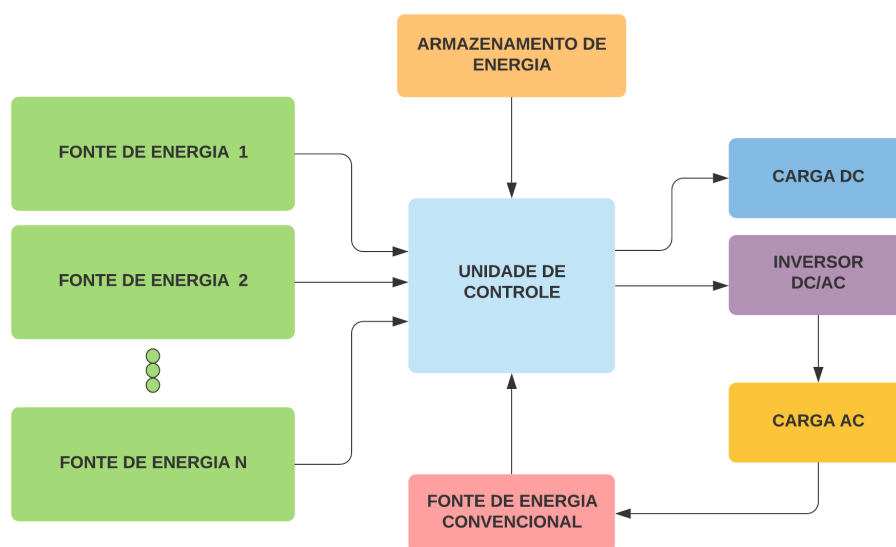 ARMAZENAMENTO DE
ENERGIA
FONTE DE ENERGIA 1
FONTE DE ENERGIA 2
FONTE DE ENERGIA N
UNIDADE DE
CONTROLE
CARGA DC
INVERSOR
DC/AC
CARGA AC
FONTE DE ENERGIA
CONVENCIONAL